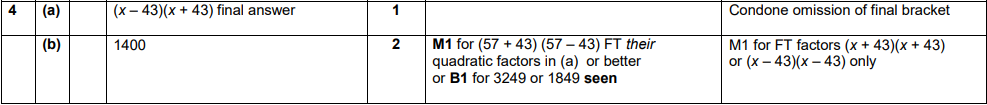 4 (a) (x – 43)(x + 43) final answer 1 Condone omission of final bracket
(b) 1400 2 M1 for (57 + 43) (57 – 43) FT their M1 for FT factors (x + 43)(x + 43)
quadratic factors in (a) or better or (x – 43)(x – 43) only
or B1 for 3249 or 1849 seen